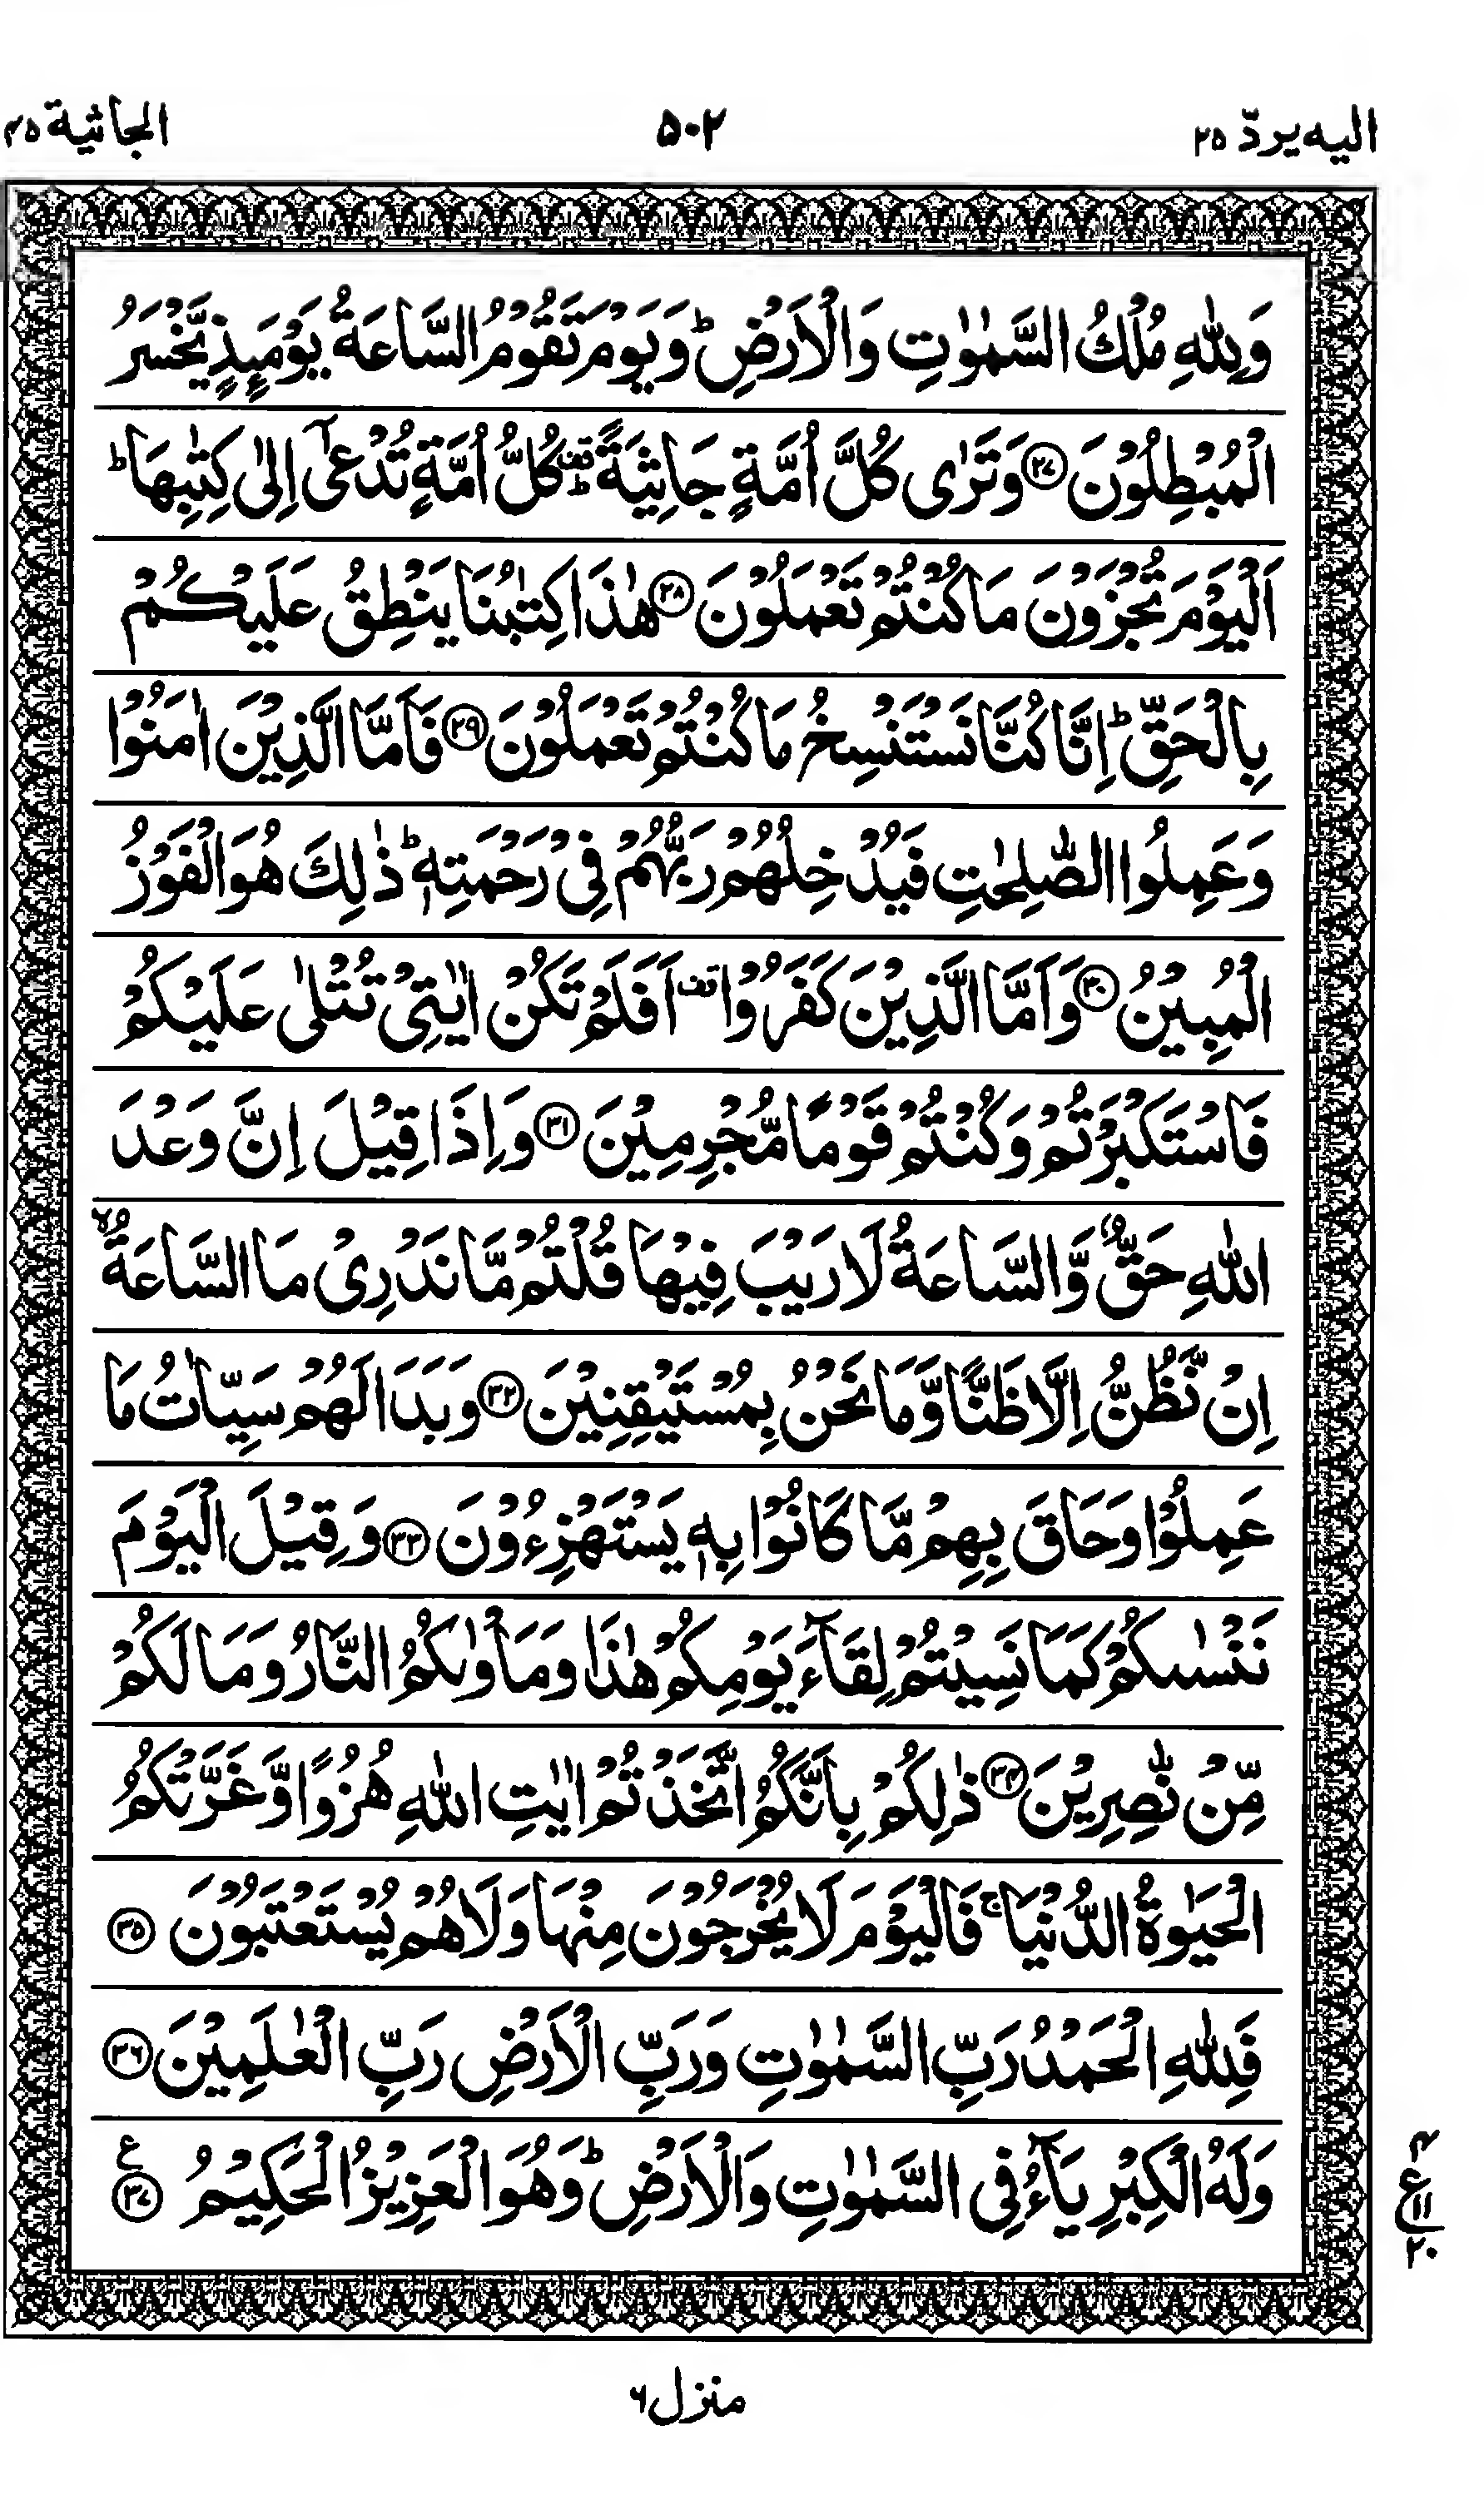 اليه يردّ ٢٥
٥٠٢
الجاثية ٤٥
وَلِلّٰهِ مُلْكُ السَّمٰوٰتِ وَالْاَرْضِ ؕ وَيَوْمَ تَقُوْمُ السَّاعَةُ يَوْمَىِٕذٍ يَّخْسَرُ
الْمُبْطِلُوْنَ ﴿٢٧﴾ وَتَرٰى كُلَّ اُمَّةٍ جَاثِيَةً ۫ؕ كُلُّ اُمَّةٍ تُدْعٰۤى اِلٰى كِتٰبِهَا ؕ
اَلْيَوْمَ تُجْزَوْنَ مَا كُنْتُمْ تَعْمَلُوْنَ ﴿٢٨﴾ هٰذَا كِتٰبُنَا يَنْطِقُ عَلَيْكُمْ
بِالْحَقِّ ؕ اِنَّا كُنَّا نَسْتَنْسِخُ مَا كُنْتُمْ تَعْمَلُوْنَ ﴿٢٩﴾ فَاَمَّا الَّذِيْنَ اٰمَنُوْا
وَعَمِلُوا الصّٰلِحٰتِ فَيُدْخِلُهُمْ رَبُّهُمْ فِيْ رَحْمَتِهٖ ؕ ذٰلِكَ هُوَ الْفَوْزُ
الْمُبِيْنُ ﴿٣٠﴾ وَاَمَّا الَّذِيْنَ كَفَرُوْا ۫ اَفَلَمْ تَكُنْ اٰيٰتِيْ تُتْلٰى عَلَيْكُمْ
فَاسْتَكْبَرْتُمْ وَكُنْتُمْ قَوْمًا مُّجْرِمِيْنَ ﴿٣١﴾ وَاِذَا قِيْلَ اِنَّ وَعْدَ
اللّٰهِ حَقٌّ وَّالسَّاعَةُ لَا رَيْبَ فِيْهَا قُلْتُمْ مَّا نَدْرِيْ مَا السَّاعَةُ ۙ
اِنْ نَّظُنُّ اِلَّا ظَنًّا وَّمَا نَحْنُ بِمُسْتَيْقِنِيْنَ ﴿٣٢﴾ وَبَدَا لَهُمْ سَيِّاٰتُ مَا
عَمِلُوْا وَحَاقَ بِهِمْ مَّا كَانُوْا بِهٖ يَسْتَهْزِءُوْنَ ﴿٣٣﴾ وَقِيْلَ الْيَوْمَ
نَنْسٰىكُمْ كَمَا نَسِيْتُمْ لِقَآءَ يَوْمِكُمْ هٰذَا وَمَاْوٰىكُمُ النَّارُ وَمَا لَكُمْ
مِّنْ نّٰصِرِيْنَ ﴿٣٤﴾ ذٰلِكُمْ بِاَنَّكُمُ اتَّخَذْتُمْ اٰيٰتِ اللّٰهِ هُزُوًا وَّغَرَّتْكُمُ
الْحَيٰوةُ الدُّنْيَا ۚ فَالْيَوْمَ لَا يُخْرَجُوْنَ مِنْهَا وَلَا هُمْ يُسْتَعْتَبُوْنَ ﴿٣٥﴾
فَلِلّٰهِ الْحَمْدُ رَبِّ السَّمٰوٰتِ وَرَبِّ الْاَرْضِ رَبِّ الْعٰلَمِيْنَ ﴿٣٦﴾
وَلَهُ الْكِبْرِيَآءُ فِي السَّمٰوٰتِ وَالْاَرْضِ ؕ وَهُوَ الْعَزِيْزُ الْحَكِيْمُ ﴿٣٧﴾ ع
٤
ع ١١
٢٠
منزل ٦